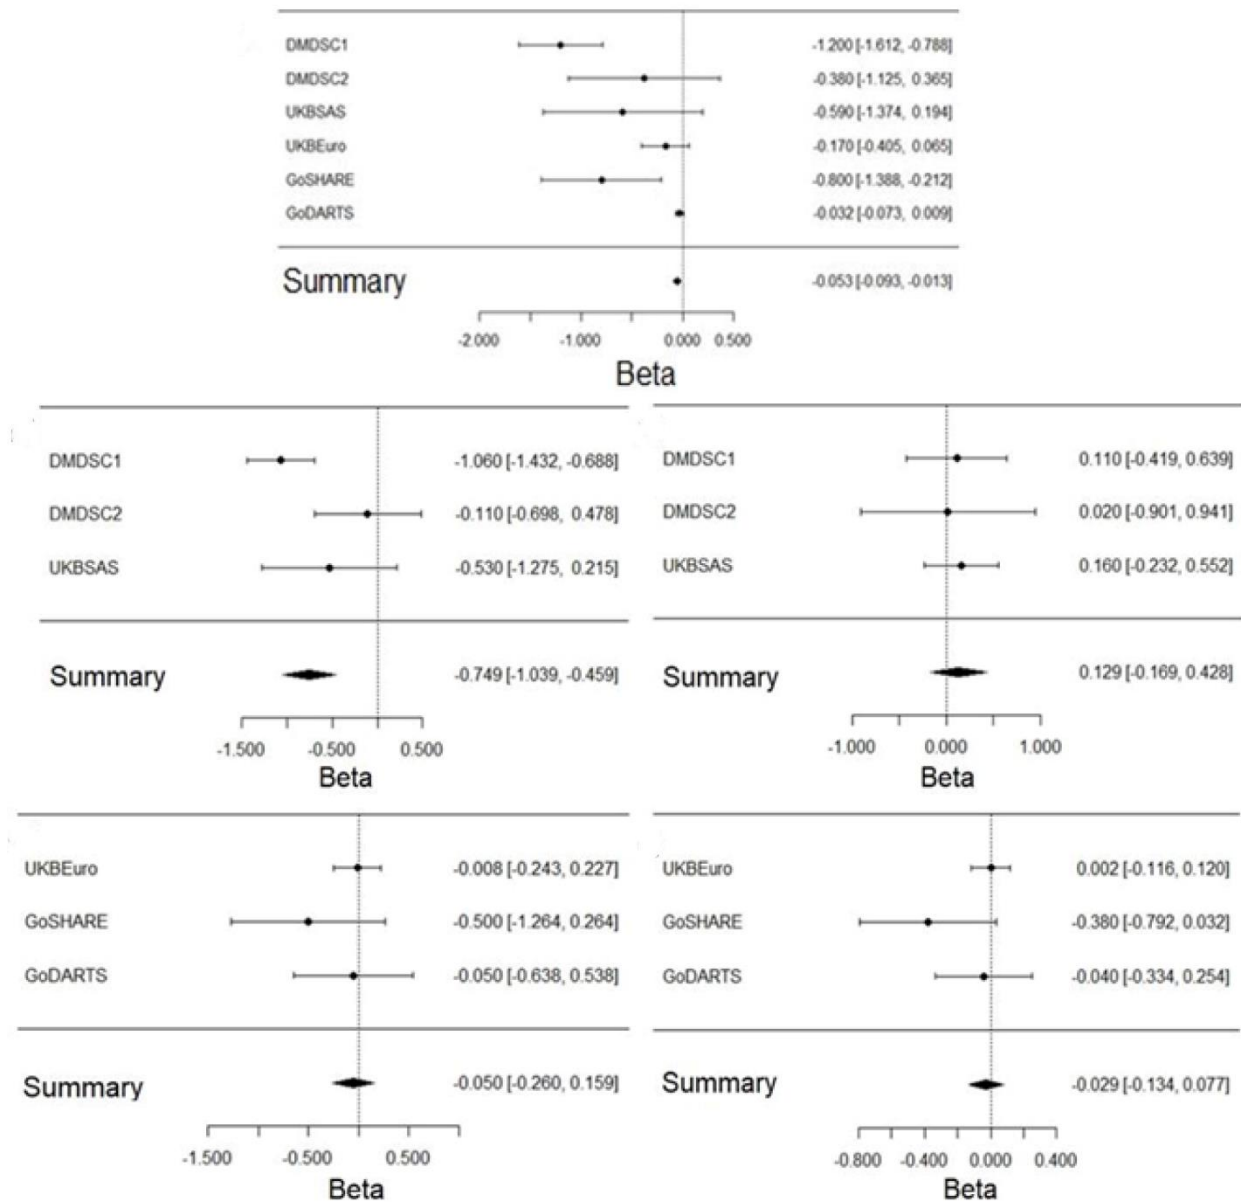 DMDSC1 -1.200 [-1.612, -0.788]
DMDSC2 -0.380 [-1.125, 0.365]
UKBSAS -0.590 [-1.374, 0.194]
UKBEuro -0.170 [-0.405, 0.065]
GoSHARE -0.800 [-1.388, -0.212]
GoDARTS -0.032 [-0.073, 0.009]
Summary -0.053 [-0.093, -0.013]
-2.000 -1.000 0.000 0.500
Beta
DMDSC1 -1.060 [-1.432, -0.688]
DMDSC2 -0.110 [-0.698, 0.478]
UKBSAS -0.530 [-1.275, 0.215]
Summary -0.749 [-1.039, -0.459]
-1.500 -0.500 0.500
Beta
DMDSC1 0.110 [-0.419, 0.639]
DMDSC2 0.020 [-0.901, 0.941]
UKBSAS 0.160 [-0.232, 0.552]
Summary 0.129 [-0.169, 0.428]
-1.000 0.000 1.000
Beta
UKBEuro -0.008 [-0.243, 0.227]
GoSHARE -0.500 [-1.264, 0.264]
GoDARTS -0.050 [-0.638, 0.538]
Summary -0.050 [-0.260, 0.159]
-1.500 -0.500 0.500
Beta
UKBEuro 0.002 [-0.116, 0.120]
GoSHARE -0.380 [-0.792, 0.032]
GoDARTS -0.040 [-0.334, 0.254]
Summary -0.029 [-0.134, 0.077]
-0.800 -0.400 0.000 0.400
Beta